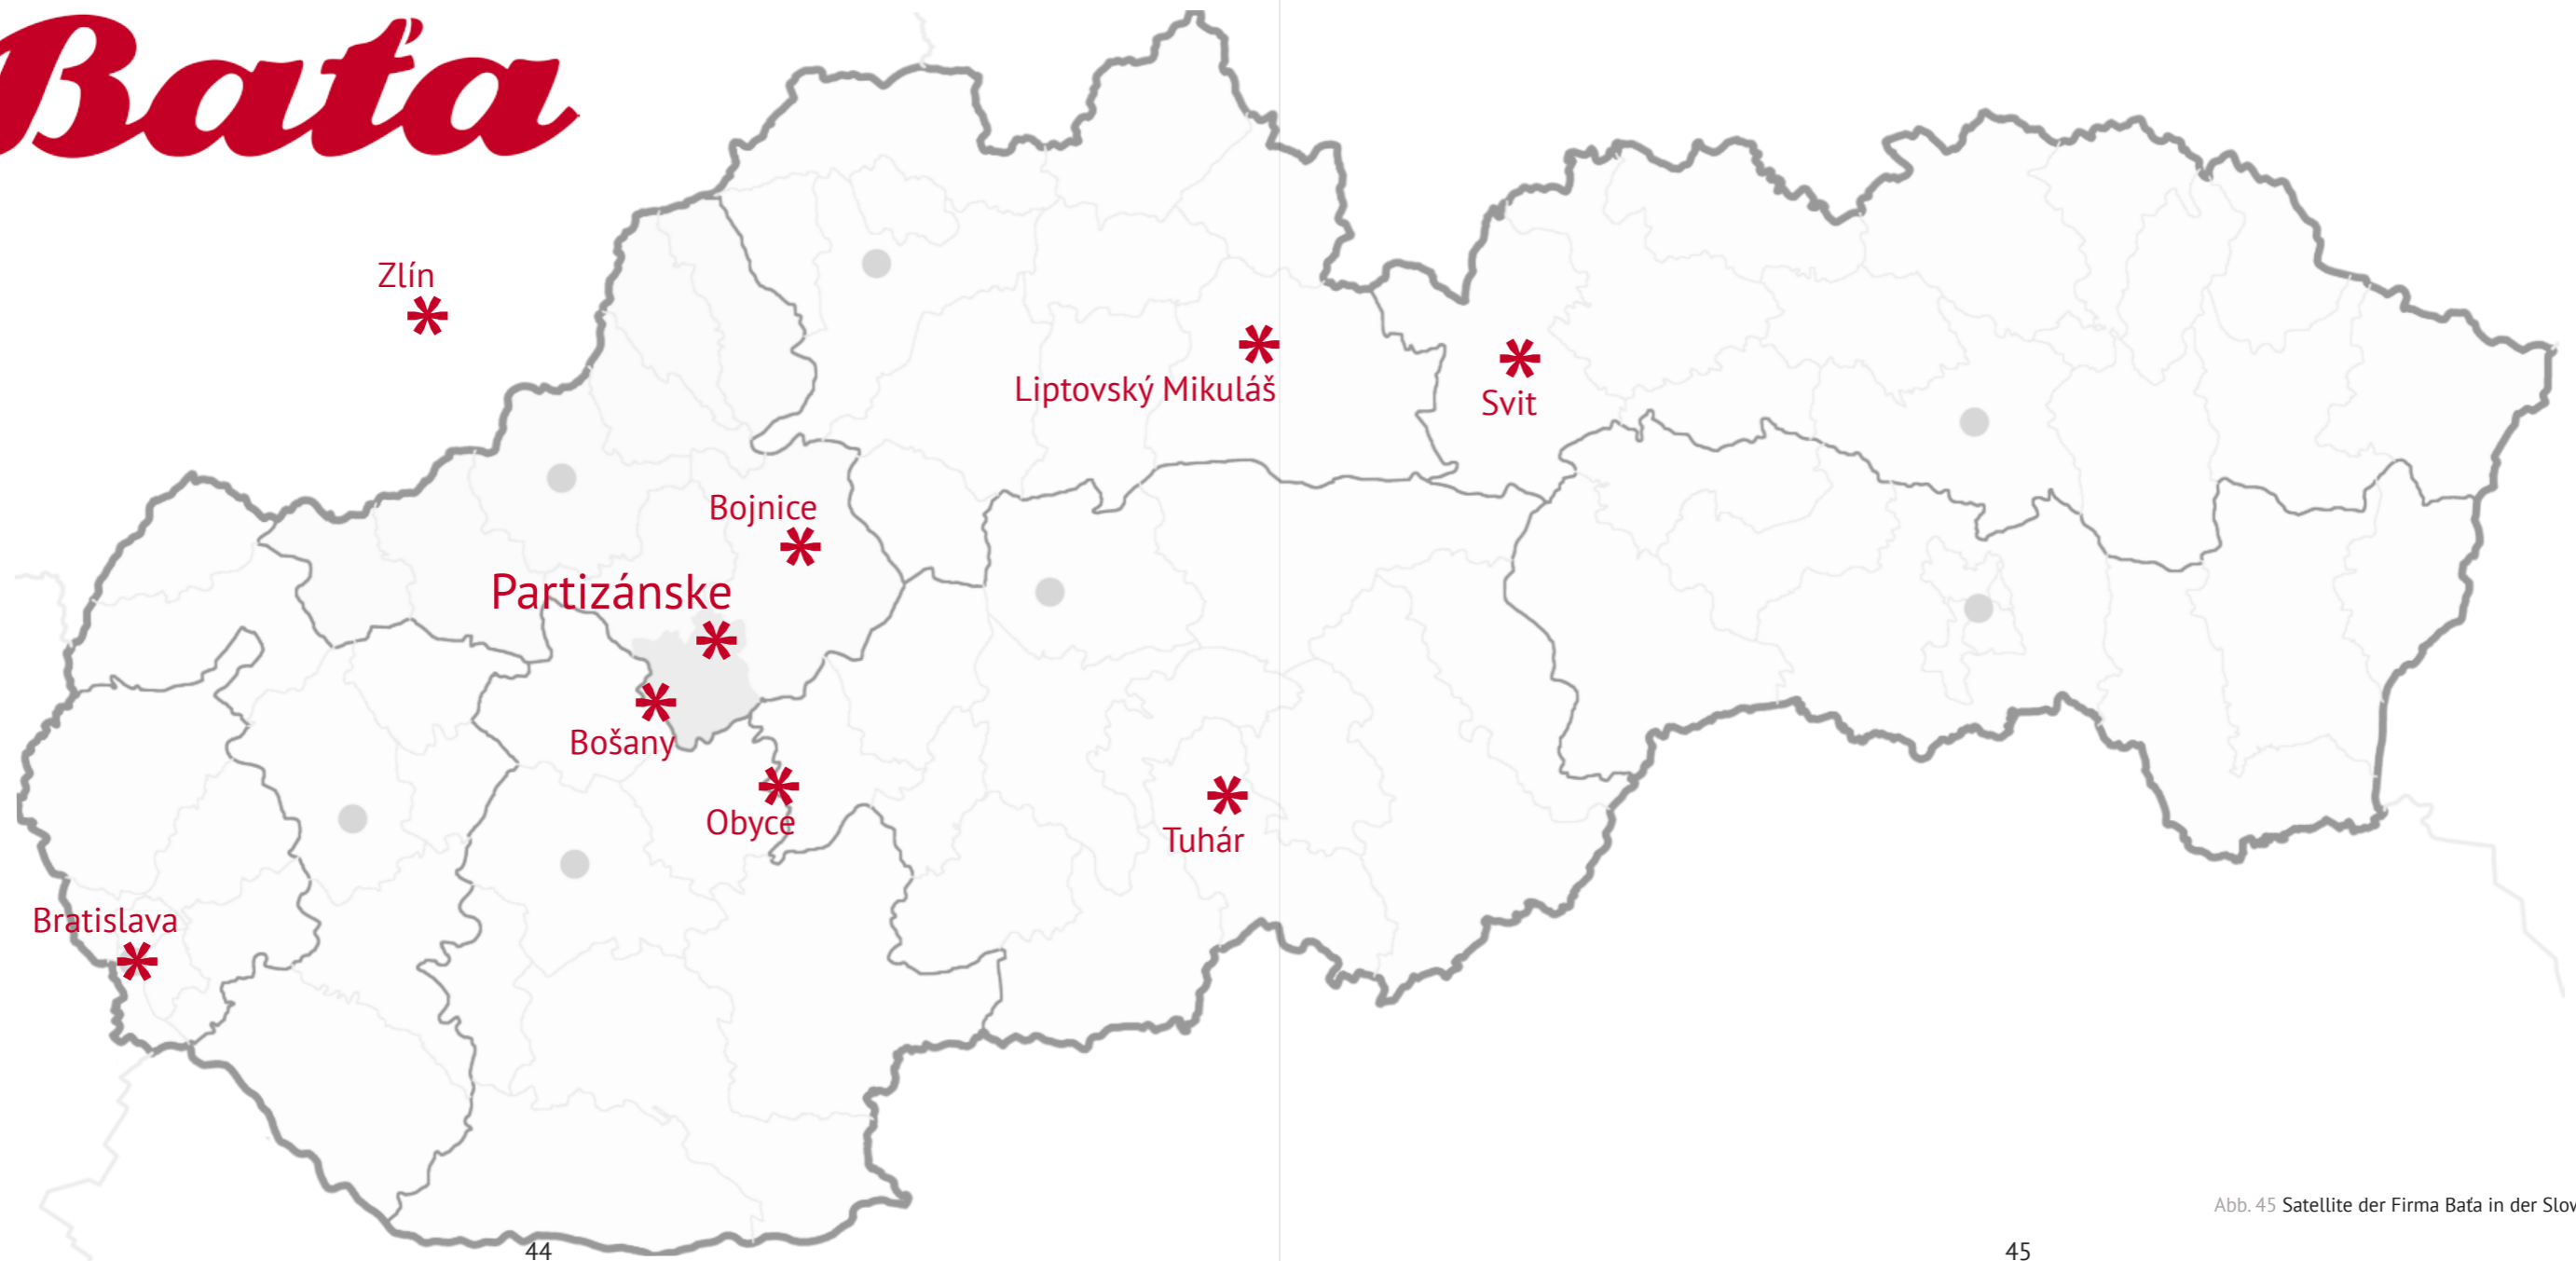 Baťa
Zlín
Liptovský Mikuláš
Svit
Bojnice
Partizánske
Bošany
Obyce
Tuhár
Bratislava
Abb. 45 Satellite der Firma Baťa in der
44
45